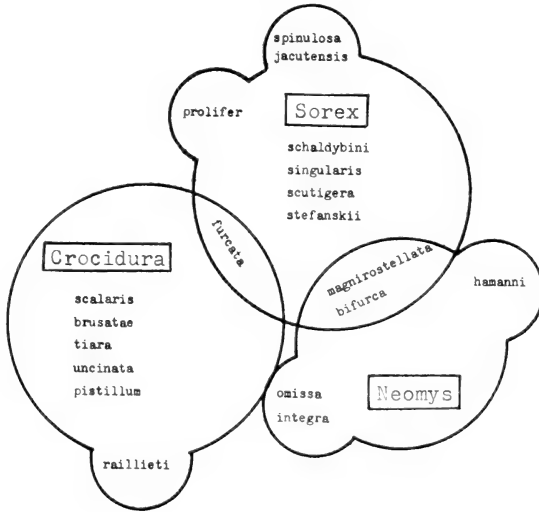 spinulosa
jacutensis
prolifer
Sorex
schaldybini
singularis
scutigera
stefanskii
furcata
Crocidura
scalaris
brusatae
tiara
uncinata
pistillum
raillieti
magnirostellata
bifurca
hamanni
omissa
integra
Neomys